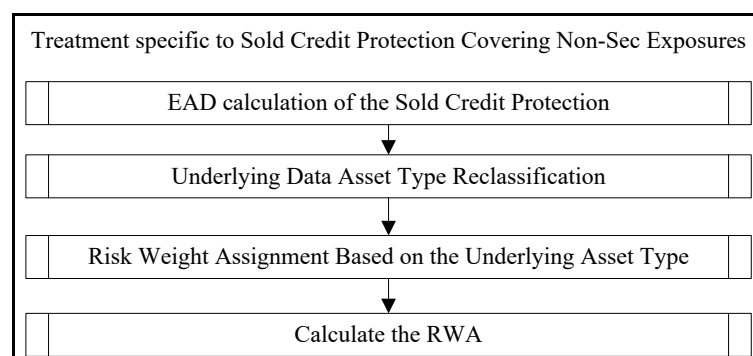 Treatment specific to Sold Credit Protection Covering Non-Sec Exposures
EAD calculation of the Sold Credit Protection
Underlying Data Asset Type Reclassification
Risk Weight Assignment Based on the Underlying Asset Type
Calculate the RWA